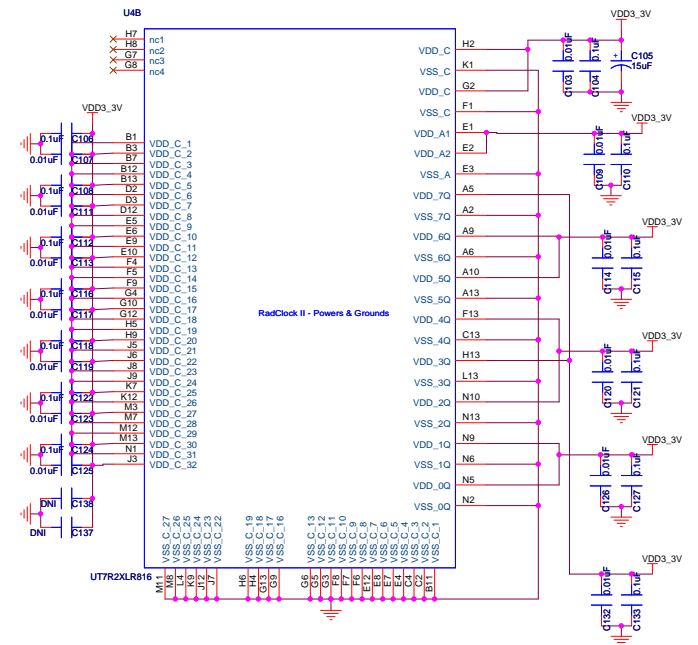 U4B
H7 nc1
H8 nc2
G7 nc3
G8 nc4
VDD3_3V
B1 VDD_C_1
B3 VDD_C_2
B7 VDD_C_3
B12 VDD_C_4
B13 VDD_C_5
D2 VDD_C_6
D3 VDD_C_7
D12 VDD_C_8
E5 VDD_C_9
E6 VDD_C_10
E9 VDD_C_11
E10 VDD_C_12
F4 VDD_C_13
F5 VDD_C_14
F9 VDD_C_15
G4 VDD_C_16
G10 VDD_C_17
G12 VDD_C_18
H5 VDD_C_19
H9 VDD_C_20
J5 VDD_C_21
J6 VDD_C_22
J8 VDD_C_23
J9 VDD_C_24
K7 VDD_C_25
K12 VDD_C_26
M3 VDD_C_27
M7 VDD_C_28
M12 VDD_C_29
M13 VDD_C_30
N1 VDD_C_31
J3 VDD_C_32
0.1uF C106
0.01uF C107
0.1uF C108
0.01uF C111
0.1uF C112
0.01uF C113
0.1uF C116
0.01uF C117
0.1uF C118
0.01uF C119
0.1uF C122
0.01uF C123
0.1uF C124
0.01uF C125
DNI C138
DNI C137
RadClock II - Powers & Grounds
VDD_C H2
VSS_C K1
VDD_C G2
VSS_C F1
VDD_A1 E1
VDD_A2 E2
VSS_A E3
VDD_7Q A5
VSS_7Q A2
VDD_6Q A9
VSS_6Q A6
VDD_5Q A10
VSS_5Q A13
VDD_4Q F13
VSS_4Q C13
VDD_3Q H13
VSS_3Q L13
VDD_2Q N10
VSS_2Q N13
VDD_1Q N9
VSS_1Q N6
VDD_0Q N5
VSS_0Q N2
VDD3_3V
C103 0.01uF
C104 0.1uF
+
C105
15uF
VDD3_3V
C109 0.01uF
C110 0.1uF
VDD3_3V
C114 0.01uF
C115 0.1uF
VDD3_3V
C120 0.01uF
C121 0.1uF
VDD3_3V
C126 0.01uF
C127 0.1uF
VDD3_3V
C132 0.01uF
C133 0.1uF
UT7R2XLR816
M11 VSS_C_27
M8 VSS_C_26
L4 VSS_C_25
K9 VSS_C_24
J12 VSS_C_23
J7 VSS_C_22
H6 VSS_C_19
H4 VSS_C_18
G13 VSS_C_17
G9 VSS_C_16
G6 VSS_C_13
G5 VSS_C_12
G3 VSS_C_11
F8 VSS_C_10
F7 VSS_C_9
F6 VSS_C_8
E12 VSS_C_7
E8 VSS_C_6
E7 VSS_C_5
E4 VSS_C_4
C4 VSS_C_3
C2 VSS_C_2
B11 VSS_C_1